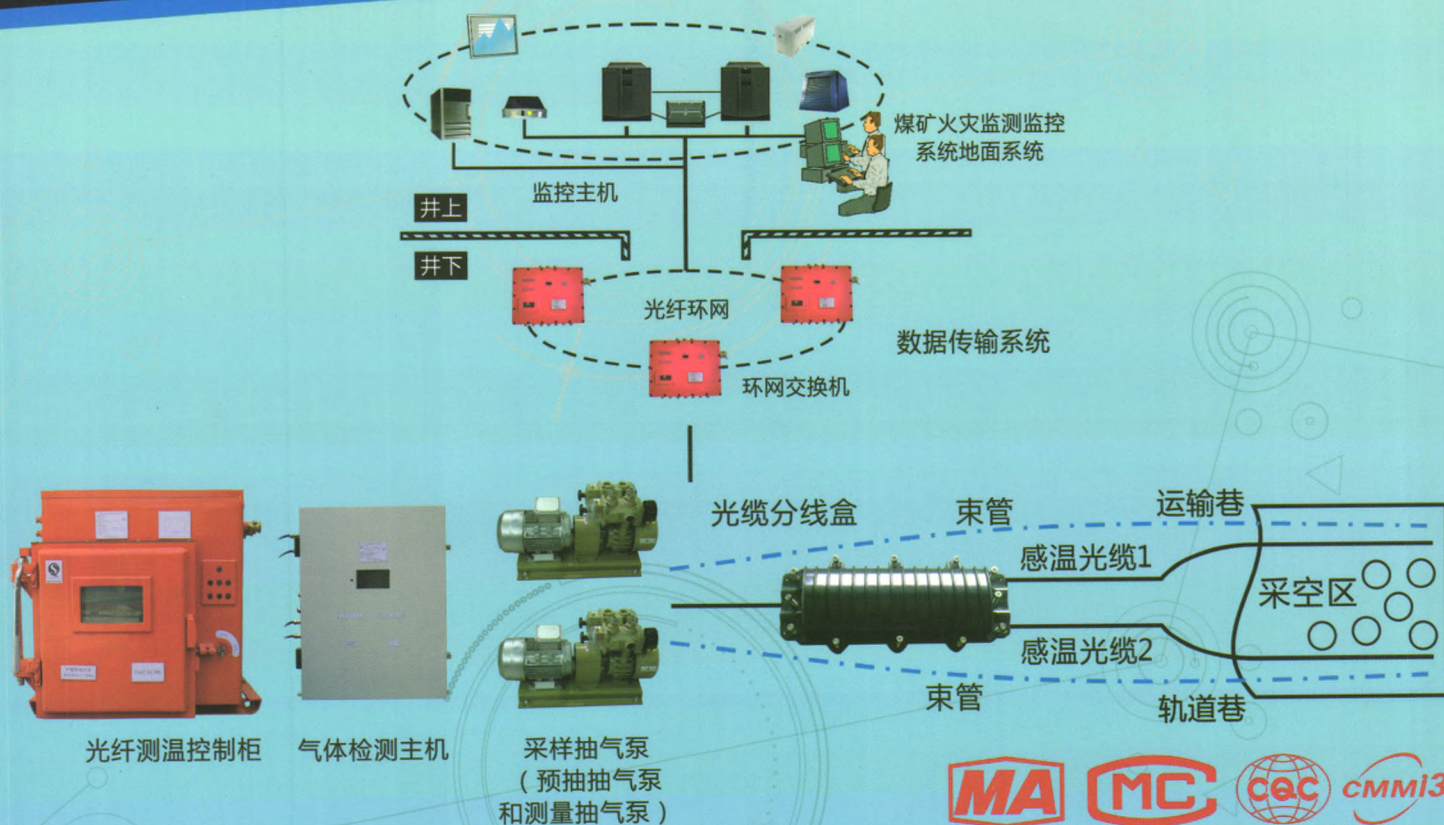 煤矿火灾监测监控
系统地面系统
监控主机
井上
井下
光纤环网
数据传输系统
环网交换机
光缆分线盒
束管
运输巷
感温光缆1
采空区
感温光缆2
束管
轨道巷
光纤测温控制柜
气体检测主机
采样抽气泵
（预抽抽气泵
和测量抽气泵）
MA
MC
CQC
CMMi3